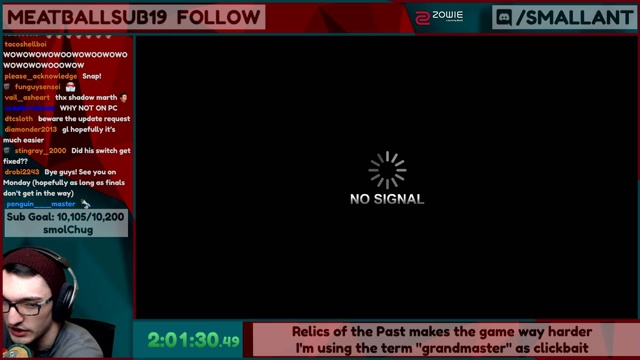 MEATBALLSUB19 FOLLOW
ZOWIE
/SMALLANT
tacoshellboi
WOWOWOWOWOOWOWOOWOWO
WOWOWOWOOOWOW
please_acknowledge Snap!
funguysensei
vail_asheart thx shadow marth
WHY NOT ON PC
dtcsloth beware the update request
diamonder2013 gl hopefully it's
much easier
stingray_2000 Did his switch get
fixed??
drobi2243 Bye guys! See you on
Monday (hopefully as long as finals
don't get in the way)
penguin____master
Sub Goal: 10,105/10,200
smolChug
NO SIGNAL
2:01:30.49
Relics of the Past makes the game way harder
I'm using the term "grandmaster" as clickbait